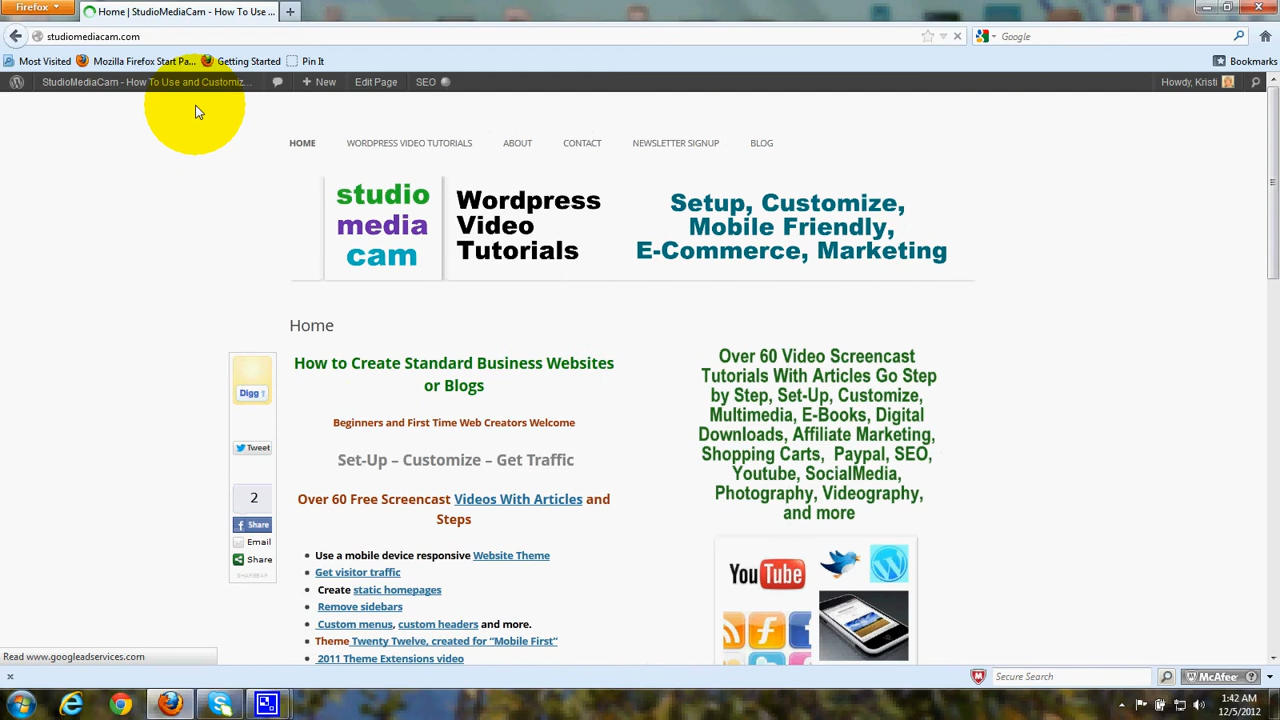 Firefox
Home | StudioMediaCam - How To Use ...
studiomediacam.com
Google
Most Visited
Mozilla Firefox Start Pa...
Getting Started
Pin It
Bookmarks
StudioMediaCam - How To Use and Customiz...
New
Edit Page
SEO
Howdy, Kristi
HOME
WORDPRESS VIDEO TUTORIALS
ABOUT
CONTACT
NEWSLETTER SIGNUP
BLOG
studio
media
cam
Wordpress
Video
Tutorials
Setup, Customize,
Mobile Friendly,
E-Commerce, Marketing
Home
How to Create Standard Business Websites
or Blogs
Beginners and First Time Web Creators Welcome
Set-Up – Customize – Get Traffic
Over 60 Free Screencast Videos With Articles and
Steps
Use a mobile device responsive Website Theme
Get visitor traffic
Create static homepages
Remove sidebars
Custom menus, custom headers and more.
Theme Twenty Twelve, created for “Mobile First”
2011 Theme Extensions video
Digg
Tweet
2
Share
Email
Share
SHAREBAR
Over 60 Video Screencast
Tutorials With Articles Go Step
by Step, Set-Up, Customize,
Multimedia, E-Books, Digital
Downloads, Affiliate Marketing,
Shopping Carts, Paypal, SEO,
Youtube, SocialMedia,
Photography, Videography,
and more
YouTube
Read www.googleadservices.com
Secure Search
McAfee
1:42 AM
12/5/2012